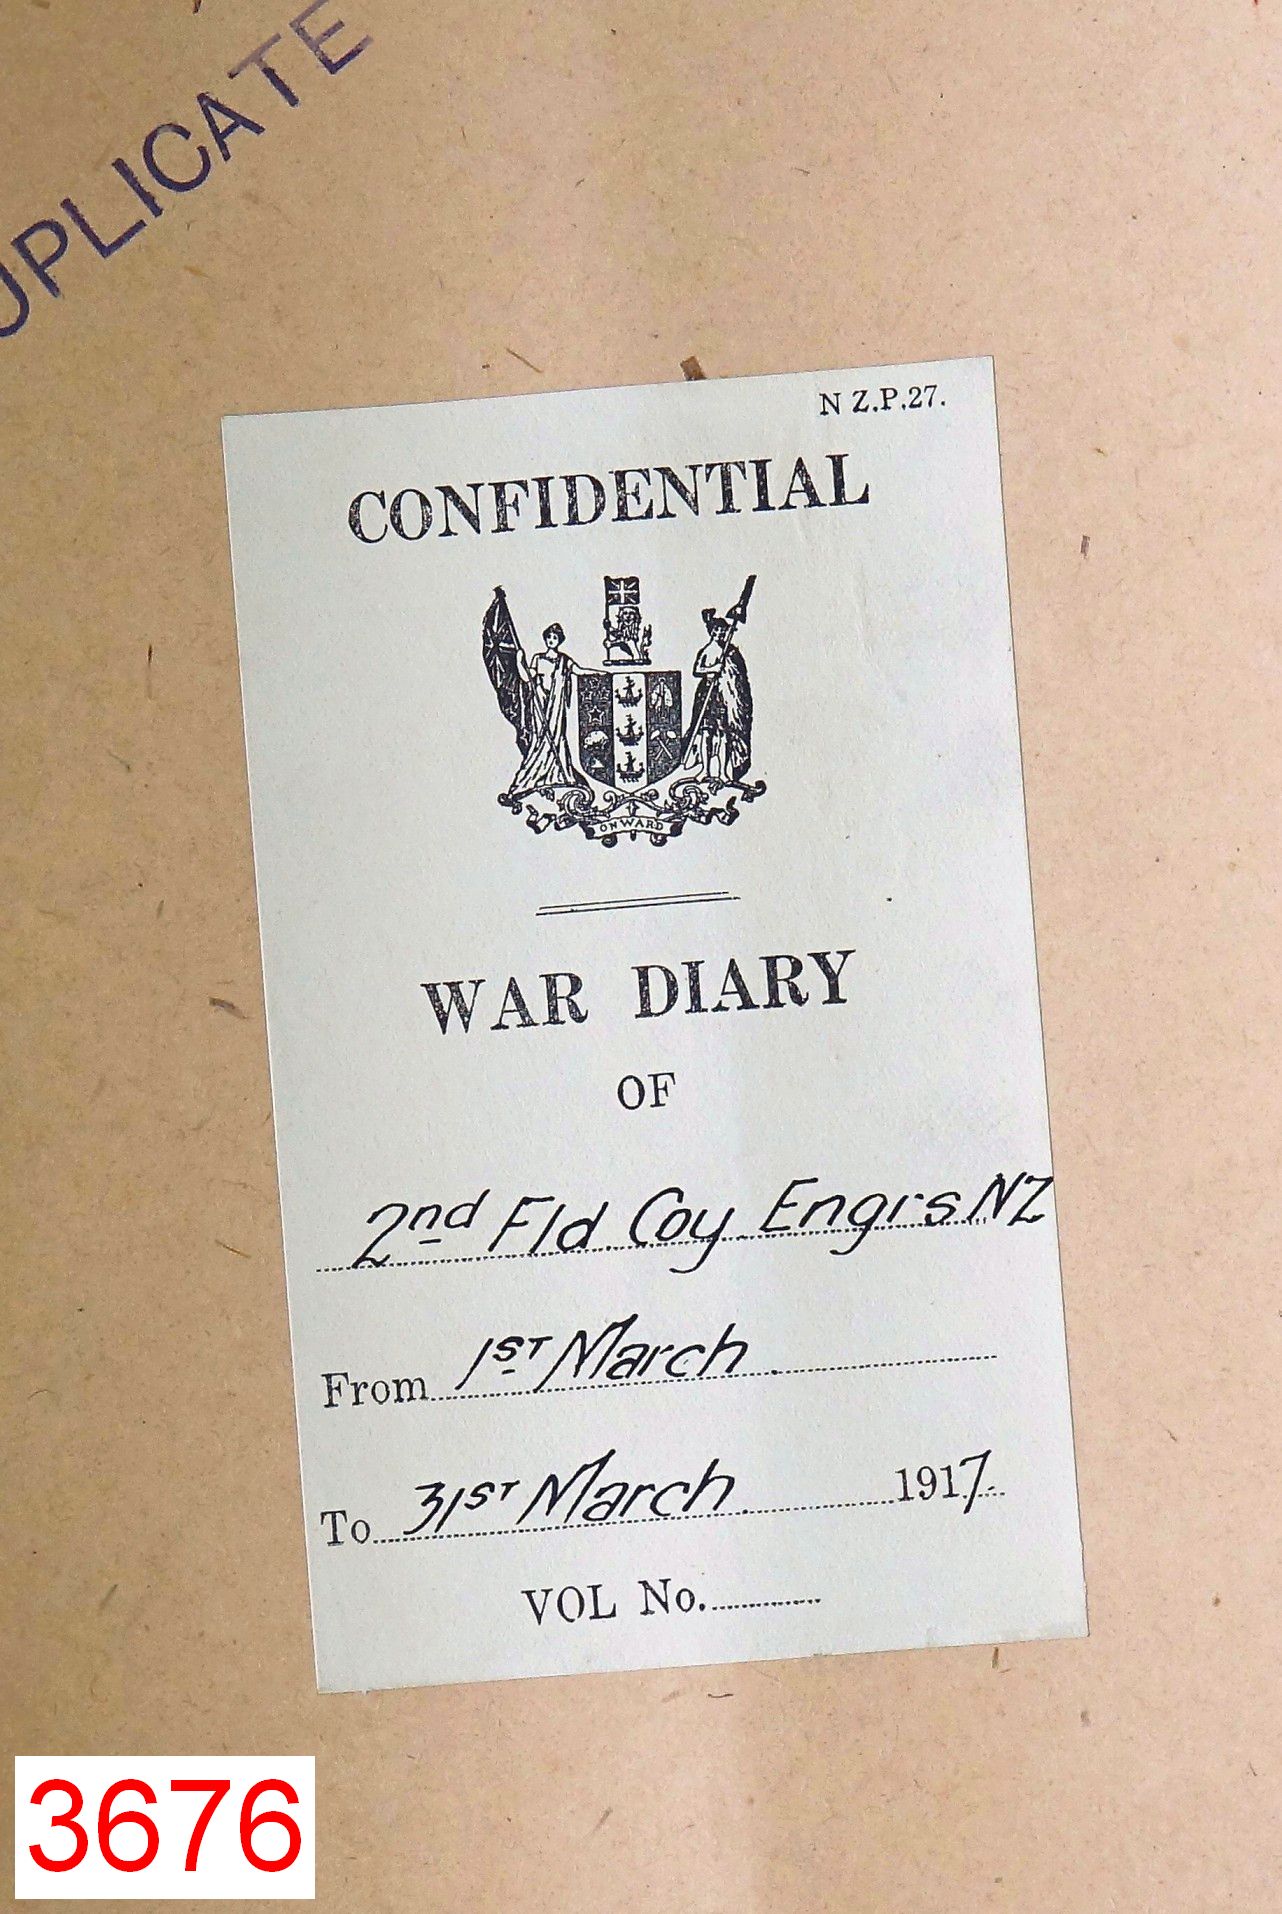 UPLICATE
N Z.P.27.
CONFIDENTIAL
ONWARD
WAR DIARY
OF
2nd Fld. Coy. Engrs NZ
From 1ST March
To 31ST March 1917.
VOL No.
3676